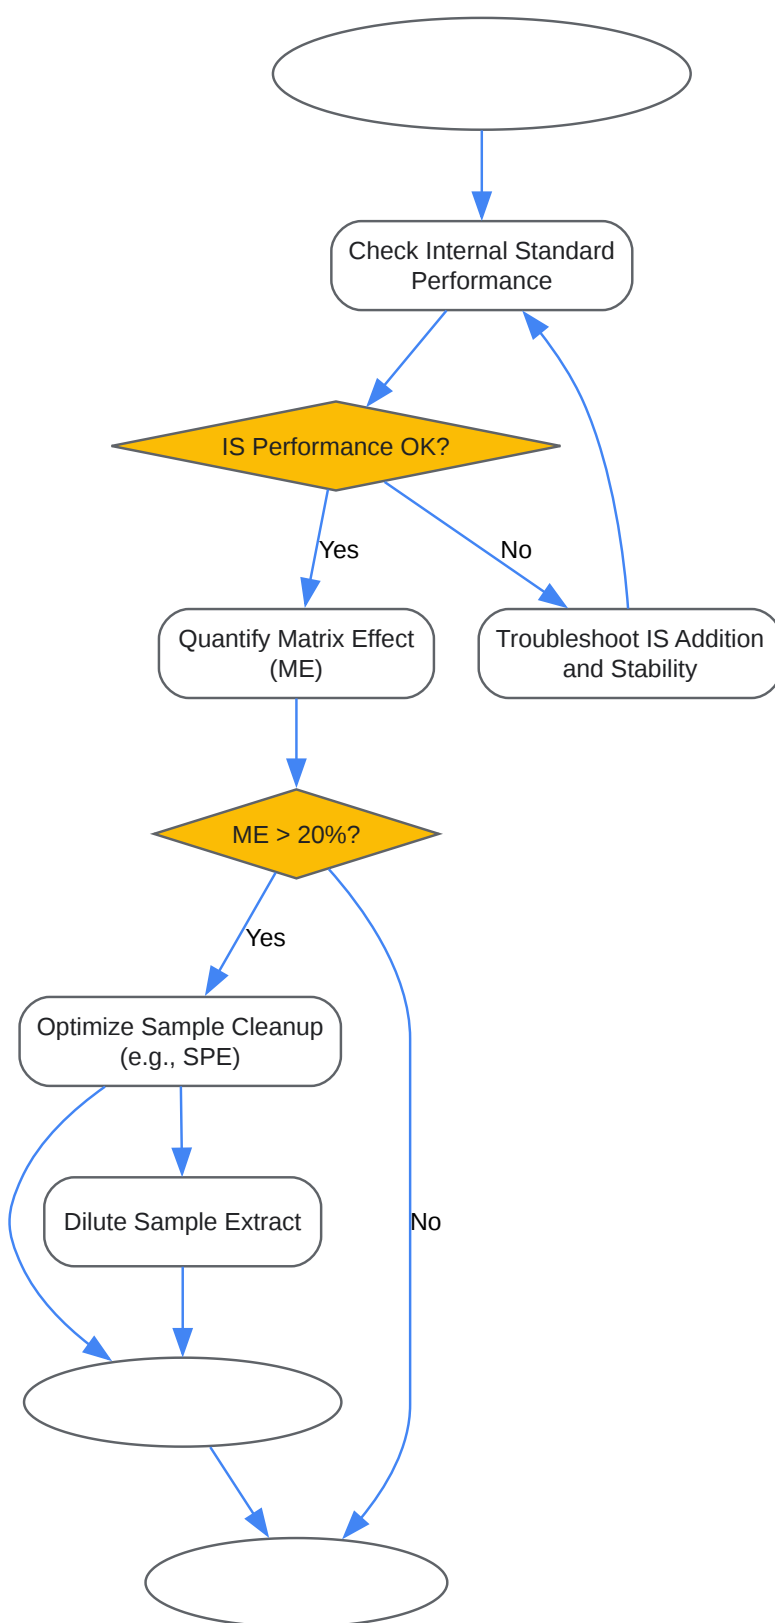 Check Internal Standard
Performance
IS Performance OK?
Yes
No
Quantify Matrix Effect
(ME)
Troubleshoot IS Addition
and Stability
ME > 20%?
Yes
Optimize Sample Cleanup
(e.g., SPE)
Dilute Sample Extract
No